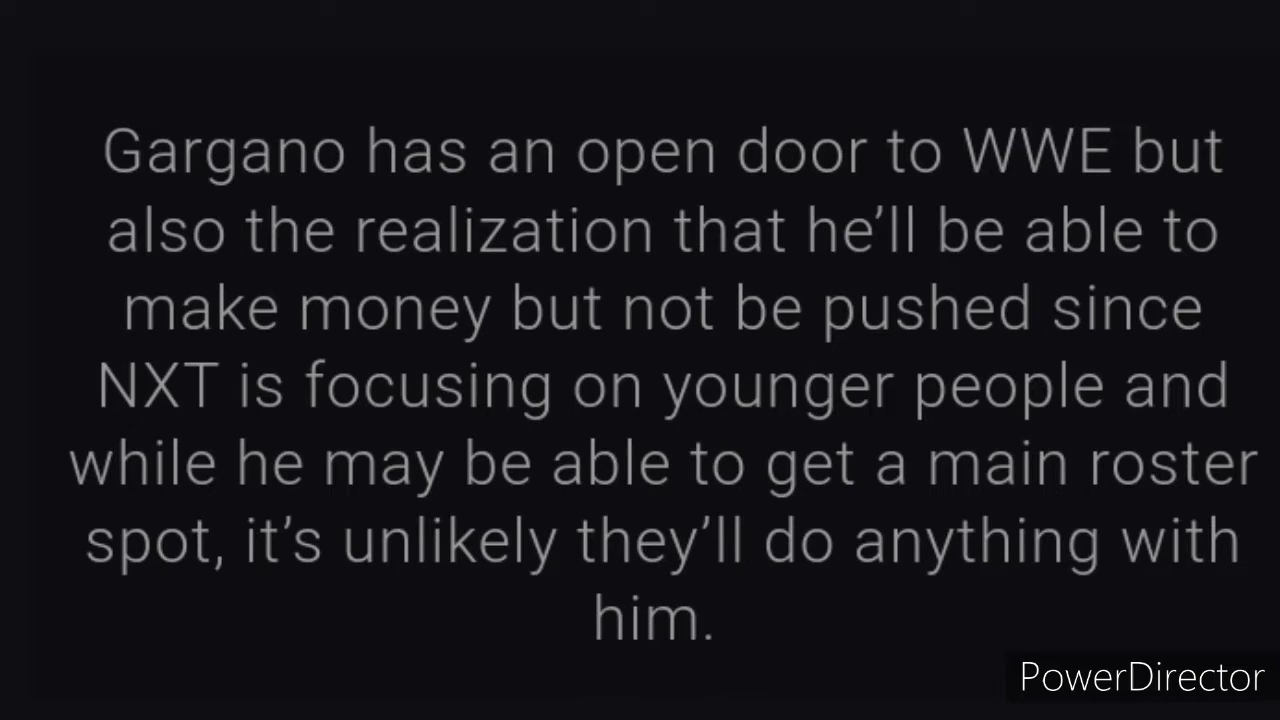 Gargano has an open door to WWE but
also the realization that he’ll be able to
make money but not be pushed since
NXT is focusing on younger people and
while he may be able to get a main roster
spot, it’s unlikely they’ll do anything with
him.
PowerDirector